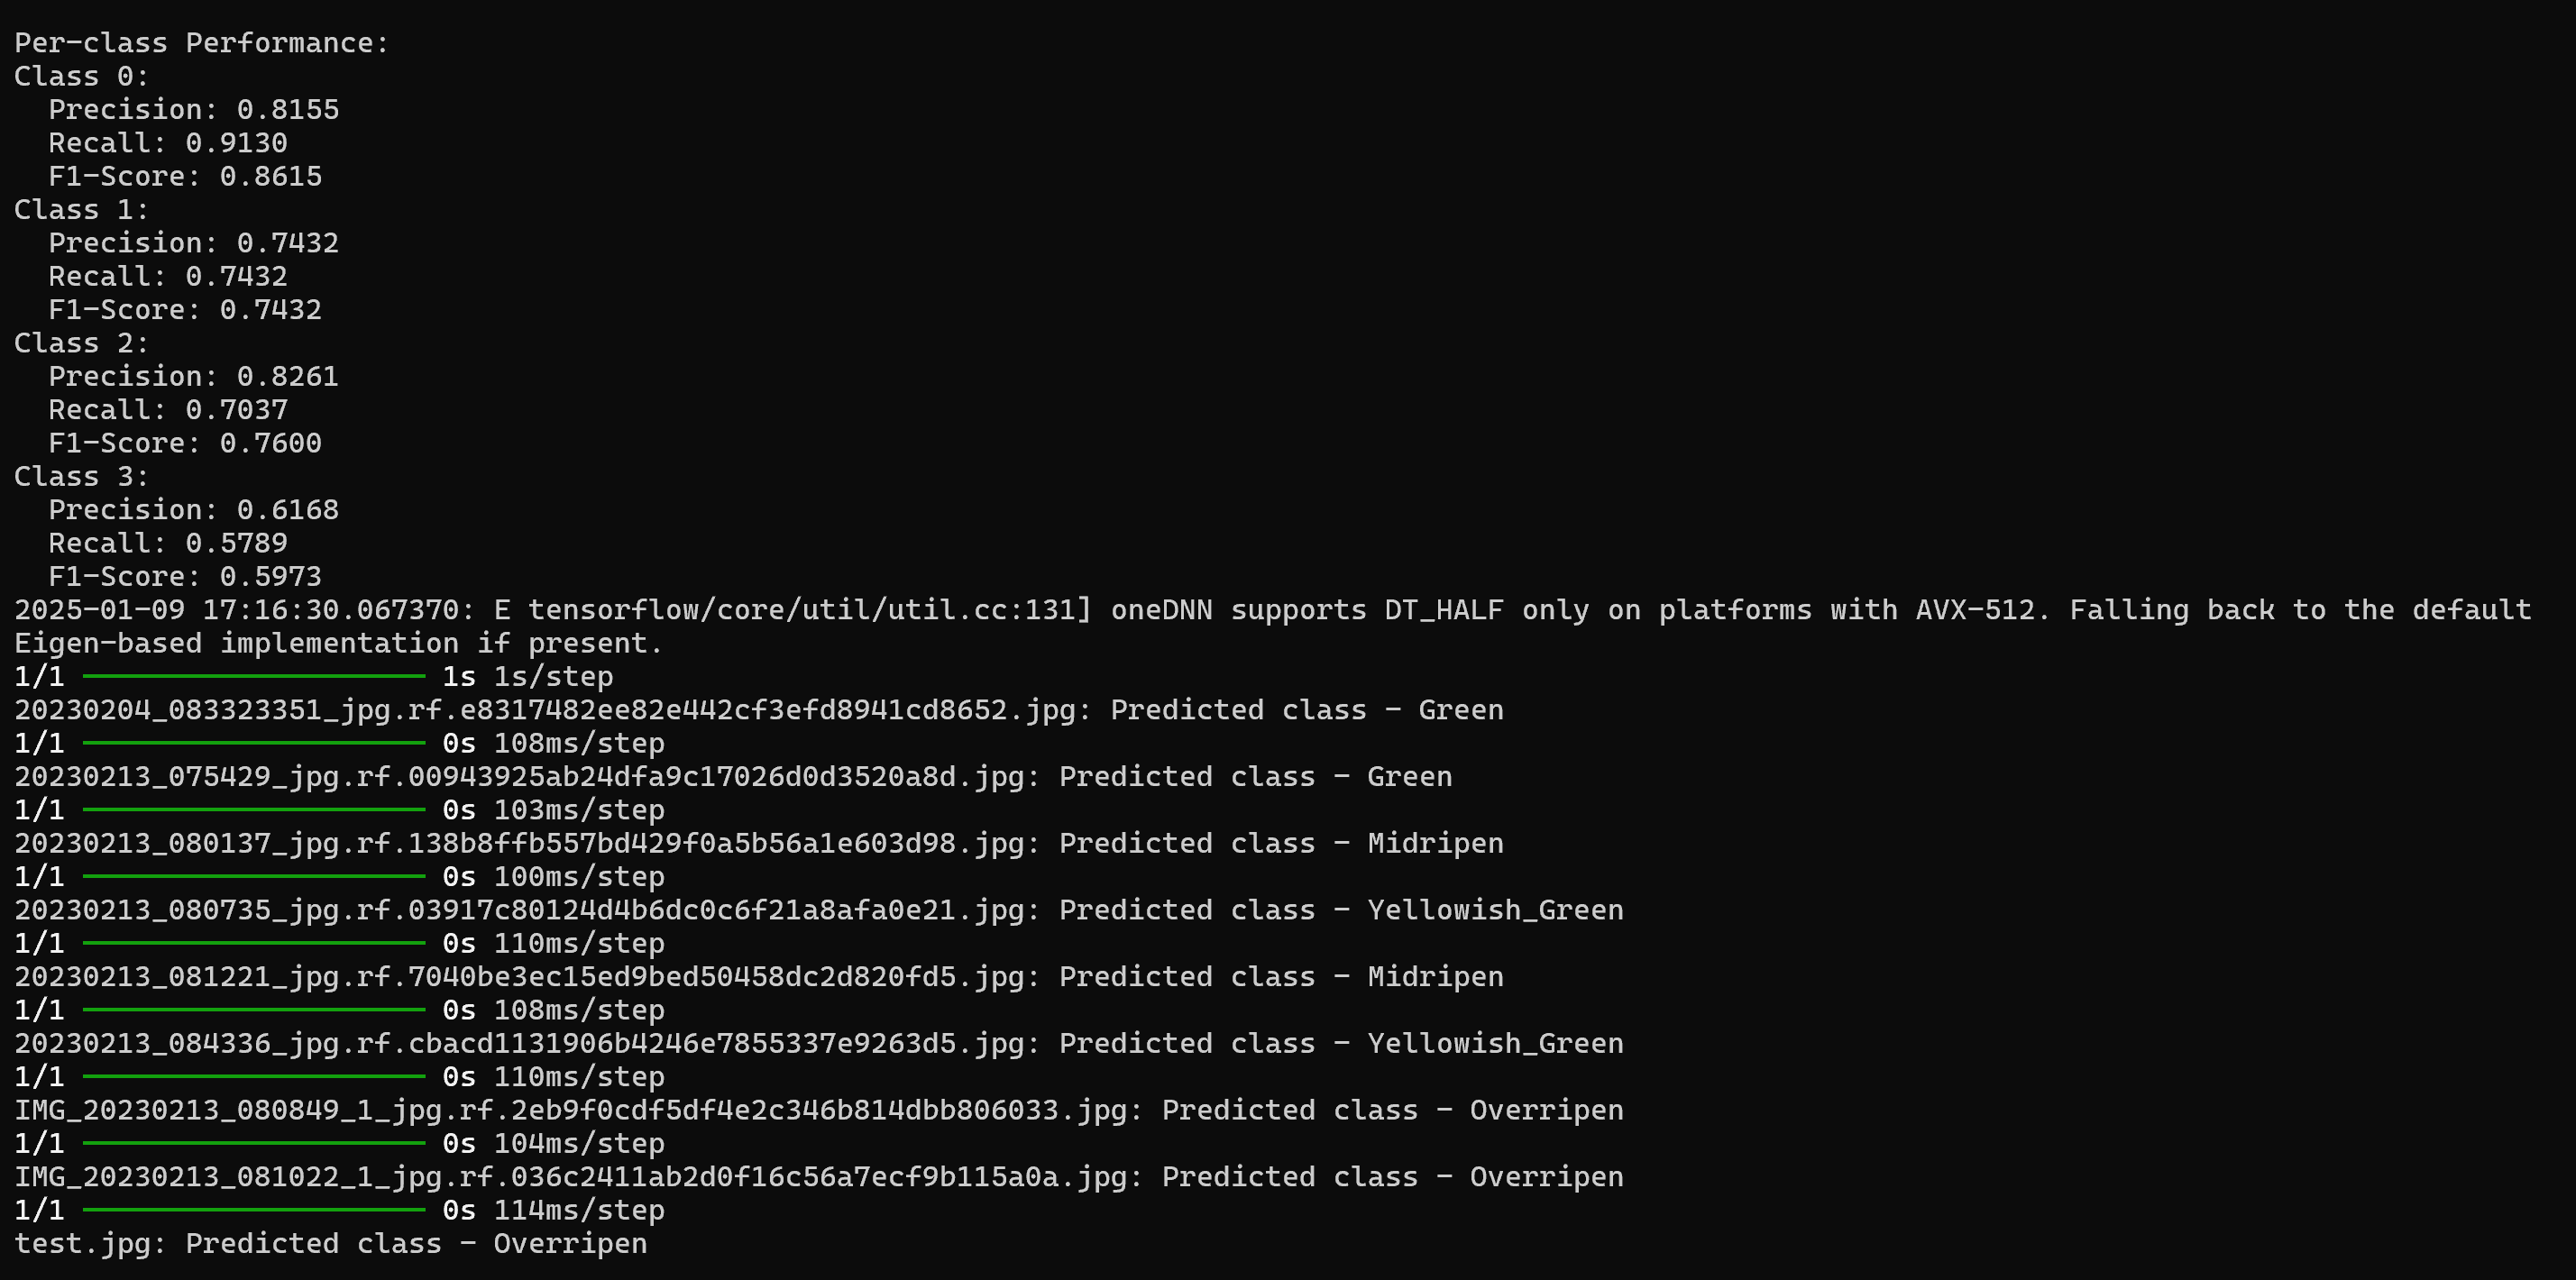 Per-class Performance:
Class 0:
  Precision: 0.8155
  Recall: 0.9130
  F1-Score: 0.8615
Class 1:
  Precision: 0.7432
  Recall: 0.7432
  F1-Score: 0.7432
Class 2:
  Precision: 0.8261
  Recall: 0.7037
  F1-Score: 0.7600
Class 3:
  Precision: 0.6168
  Recall: 0.5789
  F1-Score: 0.5973
2025-01-09 17:16:30.067370: E tensorflow/core/util/util.cc:131] oneDNN supports DT_HALF only on platforms with AVX-512. Falling back to the default
Eigen-based implementation if present.
1/1 ━━━━━━━━━━━━━━━━━━━━ 1s 1s/step
20230204_083323351_jpg.rf.e8317482ee82e442cf3efd8941cd8652.jpg: Predicted class - Green
1/1 ━━━━━━━━━━━━━━━━━━━━ 0s 108ms/step
20230213_075429_jpg.rf.00943925ab24dfa9c17026d0d3520a8d.jpg: Predicted class - Green
1/1 ━━━━━━━━━━━━━━━━━━━━ 0s 103ms/step
20230213_080137_jpg.rf.138b8ffb557bd429f0a5b56a1e603d98.jpg: Predicted class - Midripen
1/1 ━━━━━━━━━━━━━━━━━━━━ 0s 100ms/step
20230213_080735_jpg.rf.03917c80124d4b6dc0c6f21a8afa0e21.jpg: Predicted class - Yellowish_Green
1/1 ━━━━━━━━━━━━━━━━━━━━ 0s 110ms/step
20230213_081221_jpg.rf.7040be3ec15ed9bed50458dc2d820fd5.jpg: Predicted class - Midripen
1/1 ━━━━━━━━━━━━━━━━━━━━ 0s 108ms/step
20230213_084336_jpg.rf.cbacd1131906b4246e7855337e9263d5.jpg: Predicted class - Yellowish_Green
1/1 ━━━━━━━━━━━━━━━━━━━━ 0s 110ms/step
IMG_20230213_080849_1_jpg.rf.2eb9f0cdf5df4e2c346b814dbb806033.jpg: Predicted class - Overripen
1/1 ━━━━━━━━━━━━━━━━━━━━ 0s 104ms/step
IMG_20230213_081022_1_jpg.rf.036c2411ab2d0f16c56a7ecf9b115a0a.jpg: Predicted class - Overripen
1/1 ━━━━━━━━━━━━━━━━━━━━ 0s 114ms/step
test.jpg: Predicted class - Overripen